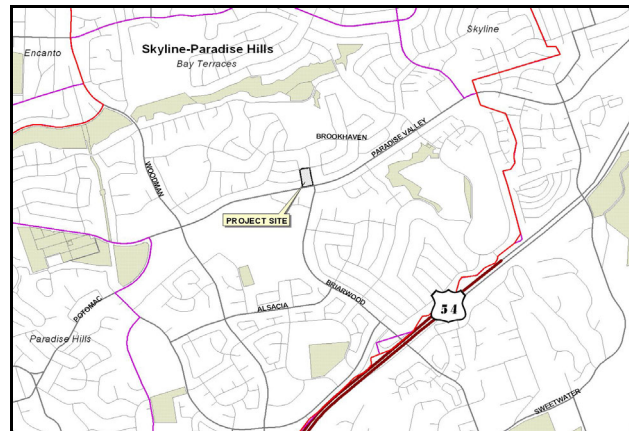 Encanto
Skyline-Paradise Hills
Bay Terraces
Skyline
BROOKHAVEN
PARADISE VALLEY
WOODMAN
PROJECT SITE
BRIARWOOD
ALSACIA
54
POTOMAC
Paradise Hills
SWEETWATER